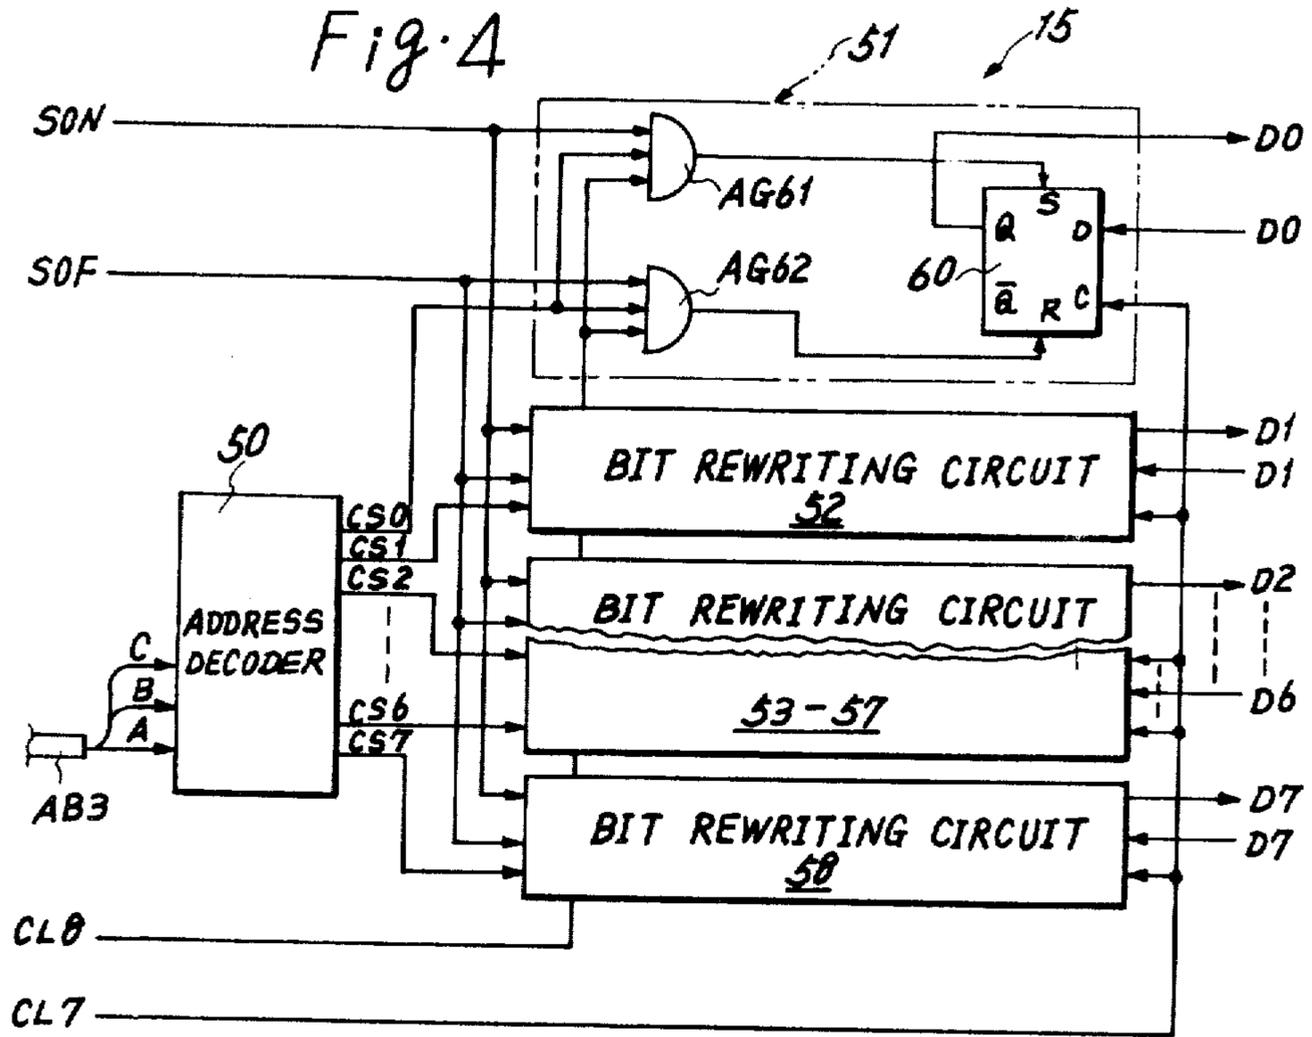 Fig. 4
51
15
SON
D0
AG61
S
Q
D
D0
SOF
AG62
60
Q̅
R
C
D1
BIT REWRITING CIRCUIT
D1
50
52
CS0
CS1
CS2
D2
BIT REWRITING CIRCUIT
ADDRESS
DECODER
C
B
A
CS6
CS7
53-57
D6
AB3
D7
BIT REWRITING CIRCUIT
D7
58
CL8
CL7